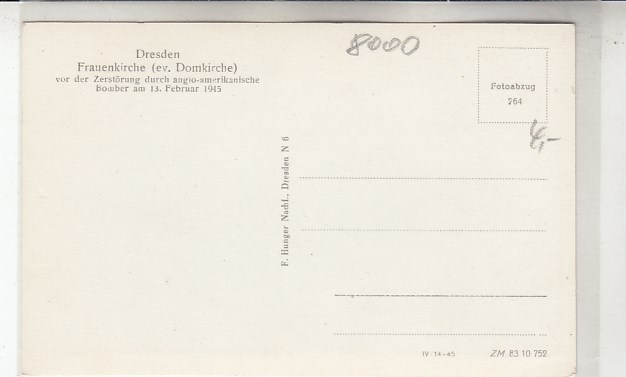 Dresden
Frauenkirche (ev. Domkirche)
vor der Zerstörung durch anglo-amerikanische
Bomber am 13. Februar 1945
8000
Fotoabzug
264
4,-
F. Hunger Nachf., Dresden N 6
IV 14-45
ZM 83 10 752